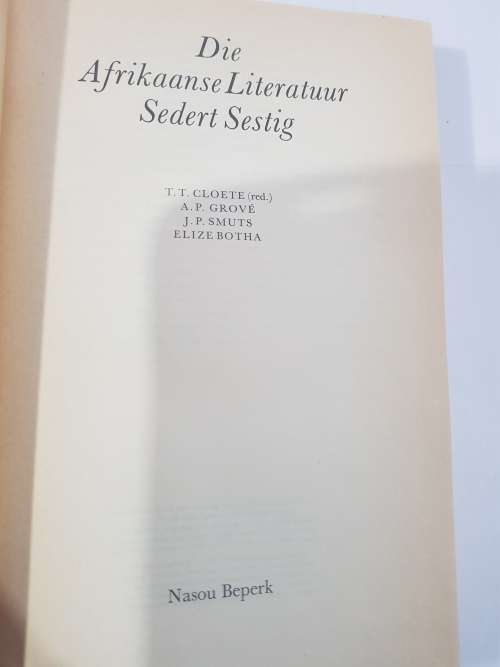 Die
Afrikaanse Literatuur
Sedert Sestig
T. T. CLOETE (red.)
A. P. GROVÉ
J. P. SMUTS
ELIZE BOTHA
Nasou Beperk